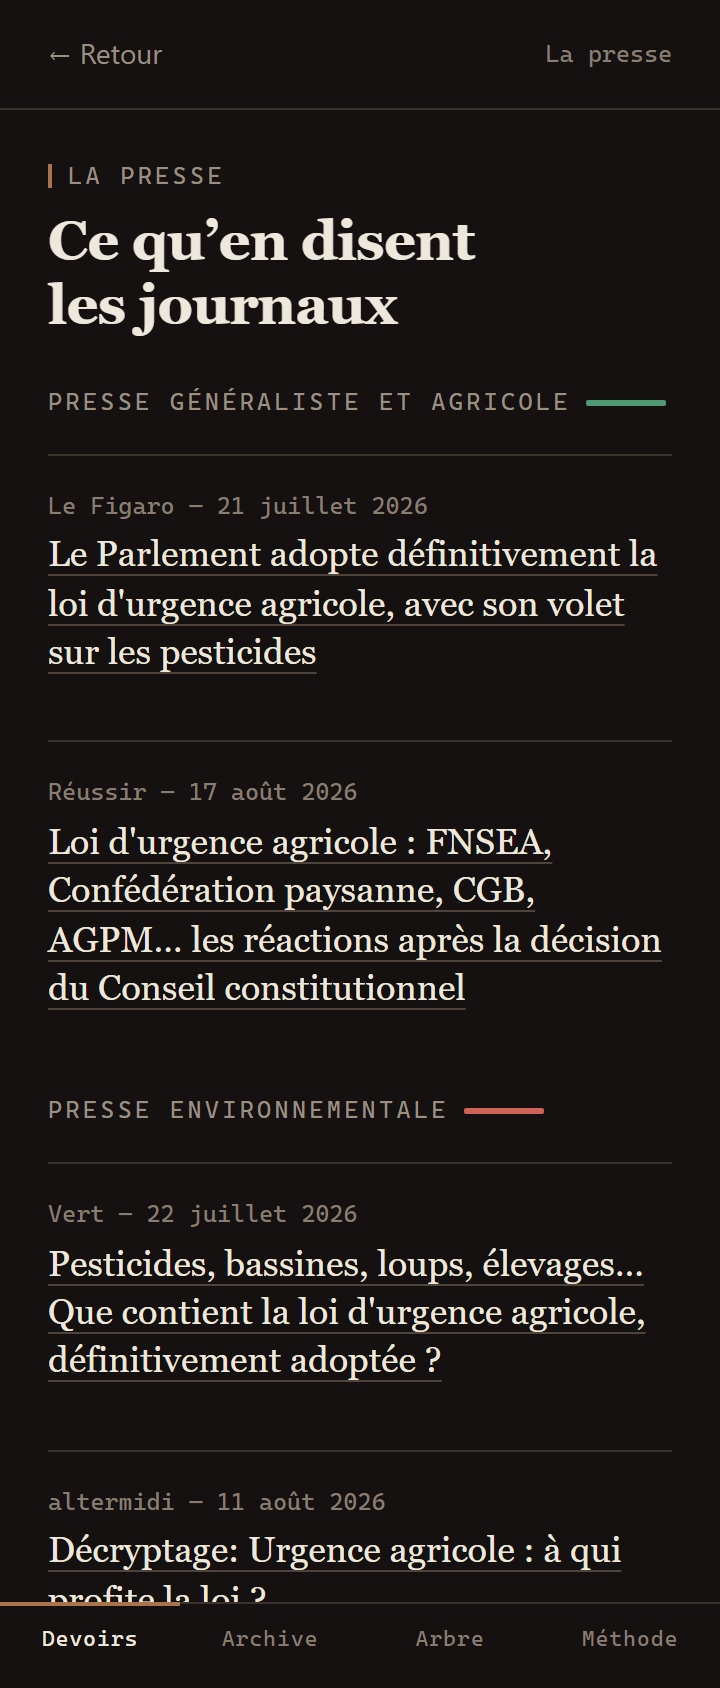 ← Retour
La presse
LA PRESSE
Ce qu’en disent
les journaux
PRESSE GÉNÉRALISTE ET AGRICOLE
Le Figaro — 21 juillet 2026
Le Parlement adopte définitivement la
loi d'urgence agricole, avec son volet
sur les pesticides
Réussir — 17 août 2026
Loi d'urgence agricole : FNSEA,
Confédération paysanne, CGB,
AGPM... les réactions après la décision
du Conseil constitutionnel
PRESSE ENVIRONNEMENTALE
Vert — 22 juillet 2026
Pesticides, bassines, loups, élevages…
Que contient la loi d'urgence agricole,
définitivement adoptée ?
altermidi — 11 août 2026
Décryptage: Urgence agricole : à qui
profite la loi ?
Devoirs
Archive
Arbre
Méthode